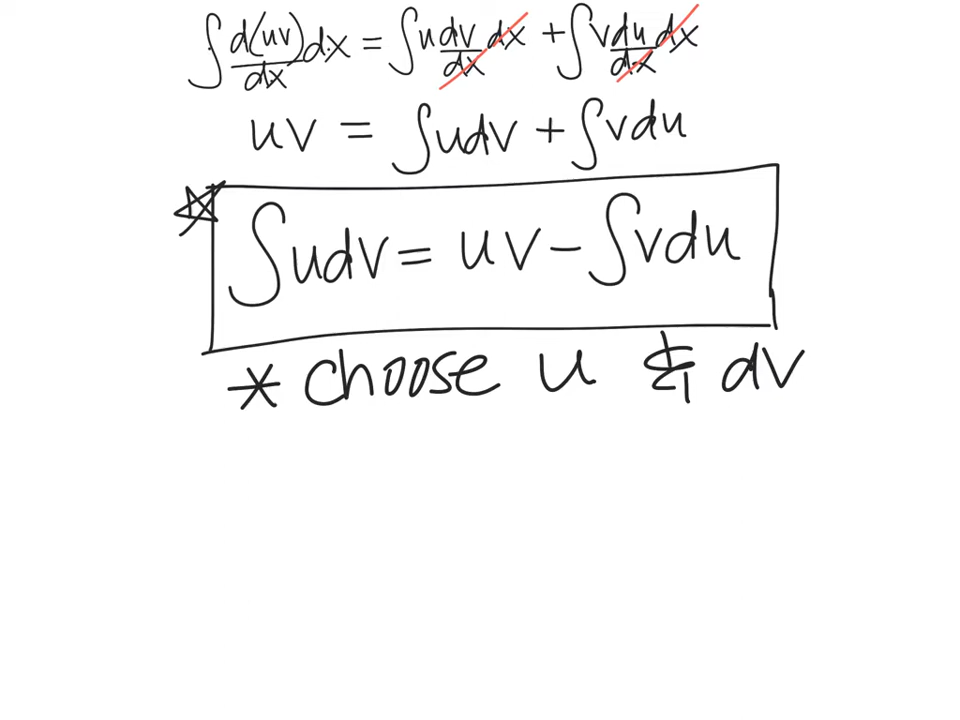 ∫ d(uv)/dx dx = ∫ u dv/dx dx + ∫ v du/dx dx
uv = ∫udv + ∫vdu
∫udv = uv − ∫vdu
* choose u & dv